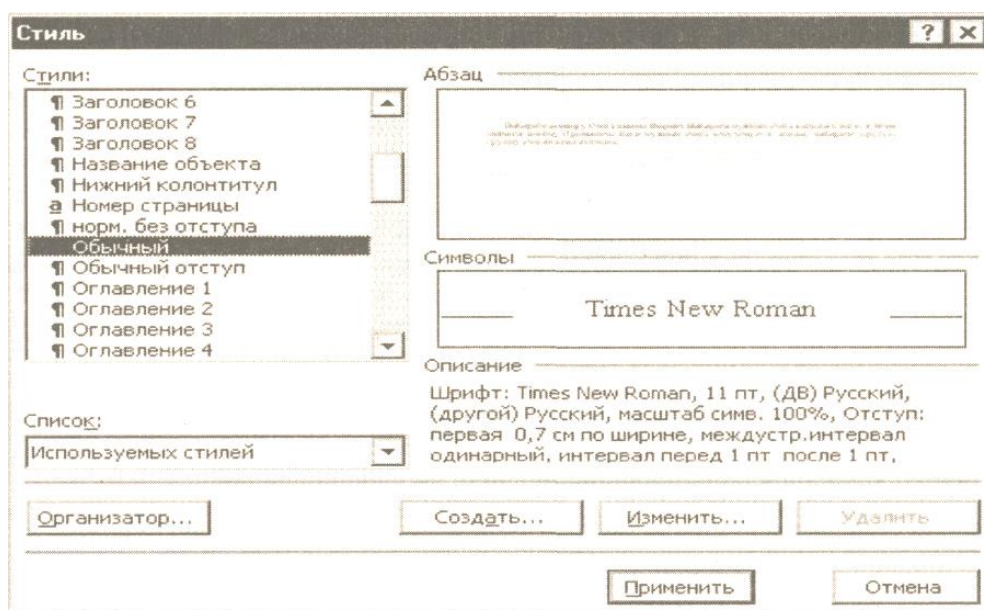 Стиль
Стили:
Заголовок 6
Заголовок 7
Заголовок 8
Название объекта
Нижний колонтитул
a Номер страницы
норм. без отступа
Обычный
Обычный отступ
Оглавление 1
Оглавление 2
Оглавление 3
Оглавление 4
Список:
Используемых стилей
Абзац
Символы
Times New Roman
Описание
Шрифт: Times New Roman, 11 пт, (ДВ) Русский,
(другой) Русский, масштаб симв. 100%, Отступ:
первая 0,7 см по ширине, междустр.интервал
одинарный, интервал перед 1 пт после 1 пт,
Организатор...
Создать...
Изменить...
Удалить
Применить
Отмена